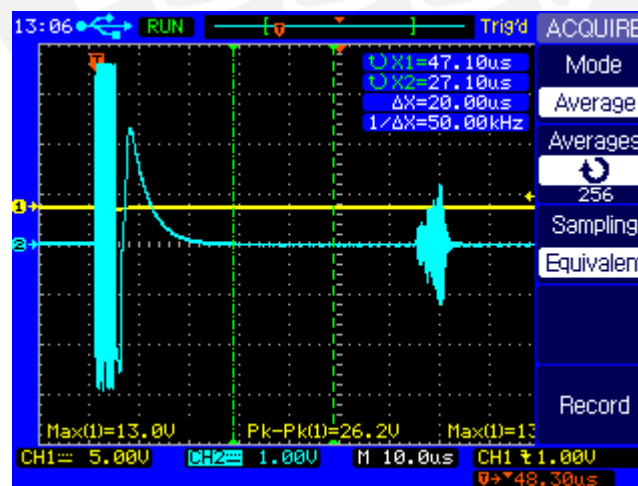 13:06 RUN Trig'd ACQUIRE
X1=47.10us
X2=27.10us
ΔX=20.00us
1/ΔX=50.00kHz
Mode
Average
Averages
256
Sampling
Equivalent
Record
1
2
Max(1)=13.0V Pk-Pk(1)=26.2V Max(1)=13
CH1 5.00V CH2 1.00V M 10.0us CH1 1.00V
48.30us